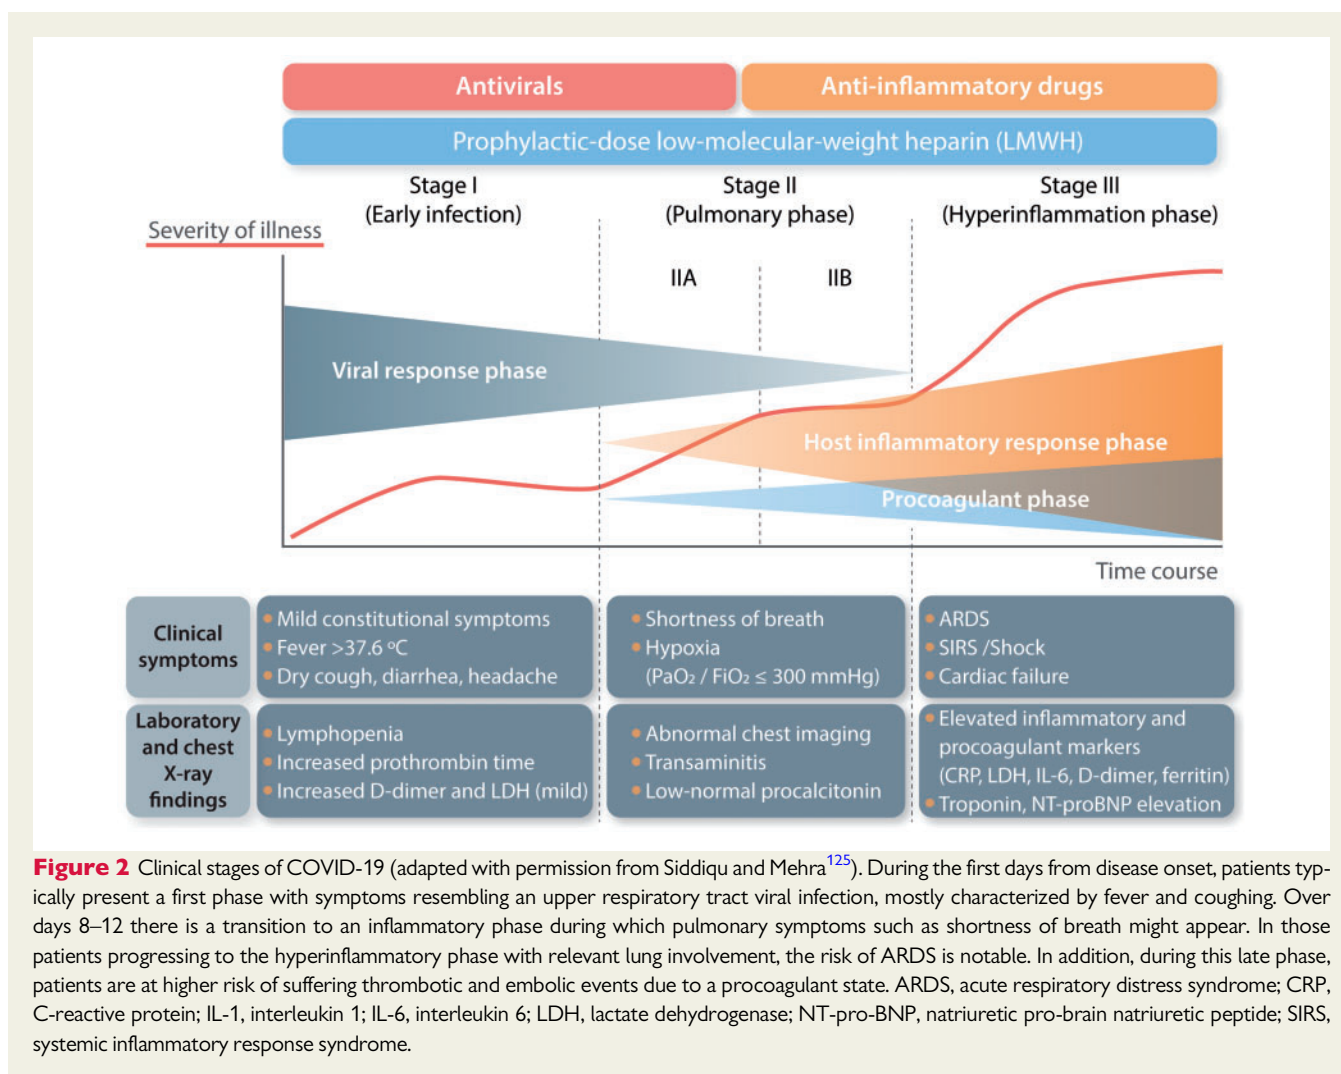 Antivirals
Anti-inflammatory drugs
Prophylactic-dose low-molecular-weight heparin (LMWH)
Stage I
(Early infection)
Stage II
(Pulmonary phase)
Stage III
(Hyperinflammation phase)
Severity of illness
IIA
IIB
Viral response phase
Host inflammatory response phase
Procoagulant phase
Time course
Clinical
symptoms
• Mild constitutional symptoms
• Fever >37.6 ºC
• Dry cough, diarrhea, headache
• Shortness of breath
• Hypoxia
(PaO₂ / FiO₂ ≤ 300 mmHg)
• ARDS
• SIRS /Shock
• Cardiac failure
Laboratory
and chest
X-ray
findings
• Lymphopenia
• Increased prothrombin time
• Increased D-dimer and LDH (mild)
• Abnormal chest imaging
• Transaminitis
• Low-normal procalcitonin
• Elevated inflammatory and
procoagulant markers
(CRP, LDH, IL-6, D-dimer, ferritin)
• Troponin, NT-proBNP elevation
Figure 2 Clinical stages of COVID-19 (adapted with permission from Siddiqu and Mehra125). During the first days from disease onset, patients typ-
ically present a first phase with symptoms resembling an upper respiratory tract viral infection, mostly characterized by fever and coughing. Over
days 8–12 there is a transition to an inflammatory phase during which pulmonary symptoms such as shortness of breath might appear. In those
patients progressing to the hyperinflammatory phase with relevant lung involvement, the risk of ARDS is notable. In addition, during this late phase,
patients are at higher risk of suffering thrombotic and embolic events due to a procoagulant state. ARDS, acute respiratory distress syndrome; CRP,
C-reactive protein; IL-1, interleukin 1; IL-6, interleukin 6; LDH, lactate dehydrogenase; NT-pro-BNP, natriuretic pro-brain natriuretic peptide; SIRS,
systemic inflammatory response syndrome.